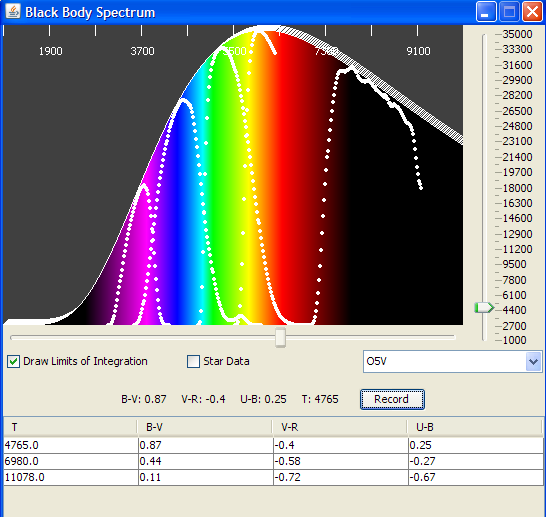 Black Body Spectrum
1900 3700 5500 7300 9100
35000
33300
31600
29900
28200
26500
24800
23100
21400
19700
18000
16300
14600
12900
11200
9500
7800
6100
4400
2700
1000
Draw Limits of Integration Star Data O5V
B-V: 0.87 V-R: -0.4 U-B: 0.25 T: 4765 Record
T B-V V-R U-B
4765.0 0.87 -0.4 0.25
6980.0 0.44 -0.58 -0.27
11078.0 0.11 -0.72 -0.67